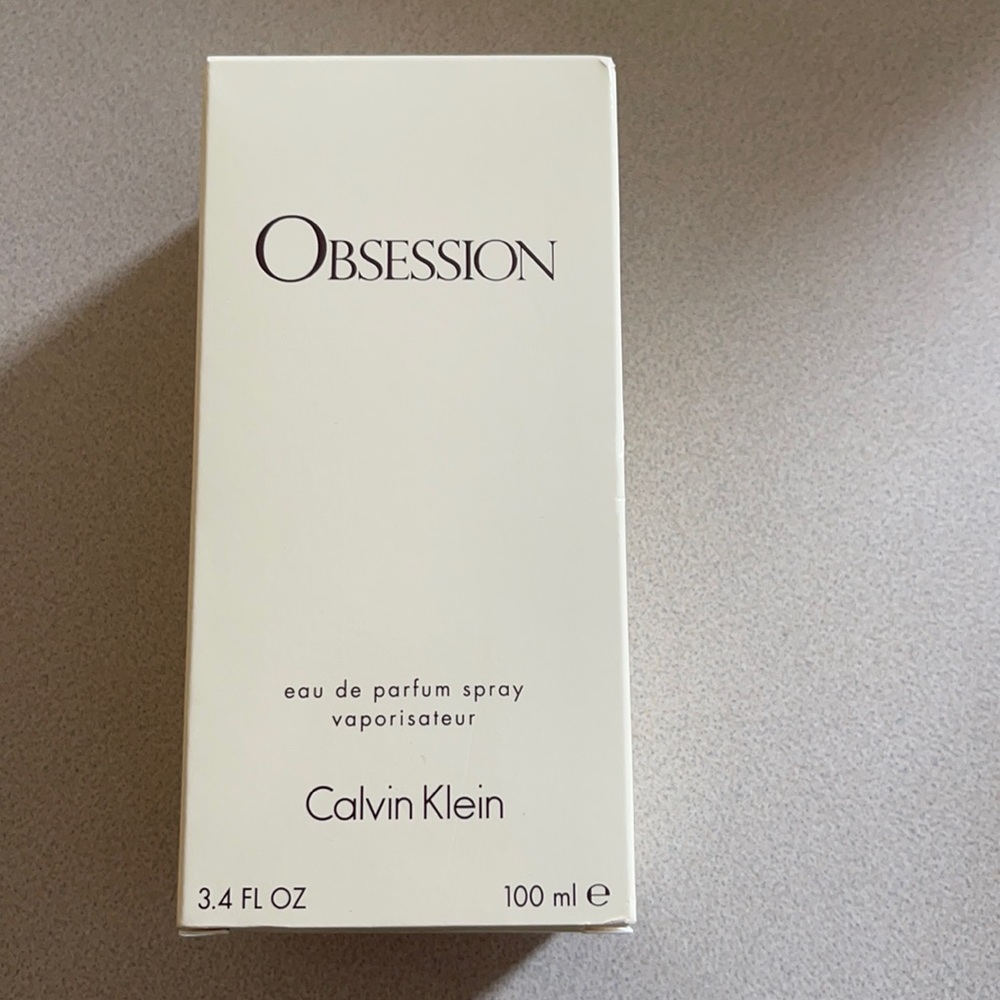 OBSESSION
eau de parfum spray
vaporisateur
Calvin Klein
3.4 FL OZ 100 ml ℮